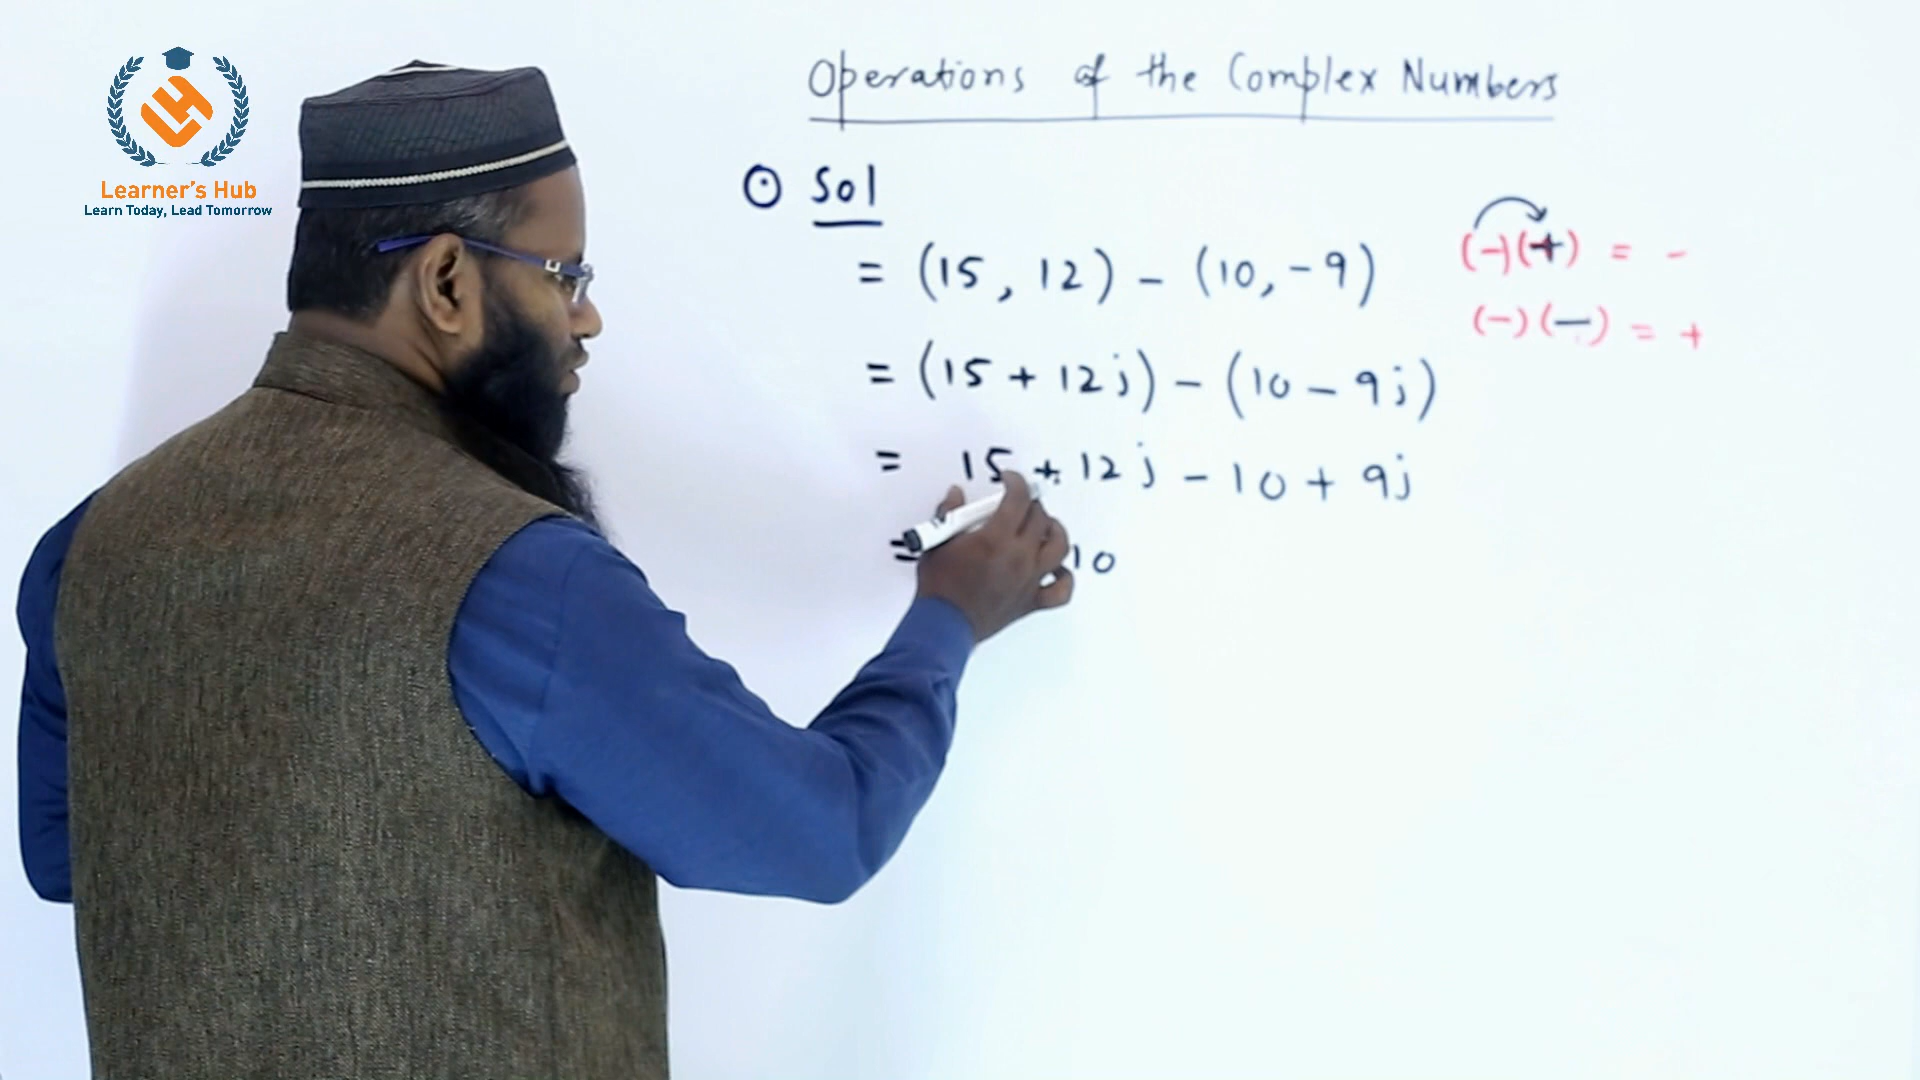 Learner's Hub
Learn Today, Lead Tomorrow
Operations of the Complex Numbers
⊙ Sol
= (15, 12) - (10, -9)
(-)(+) = -
(-)(-) = +
= (15 + 12j) - (10 - 9j)
= 15 + 12j - 10 + 9j
= 10